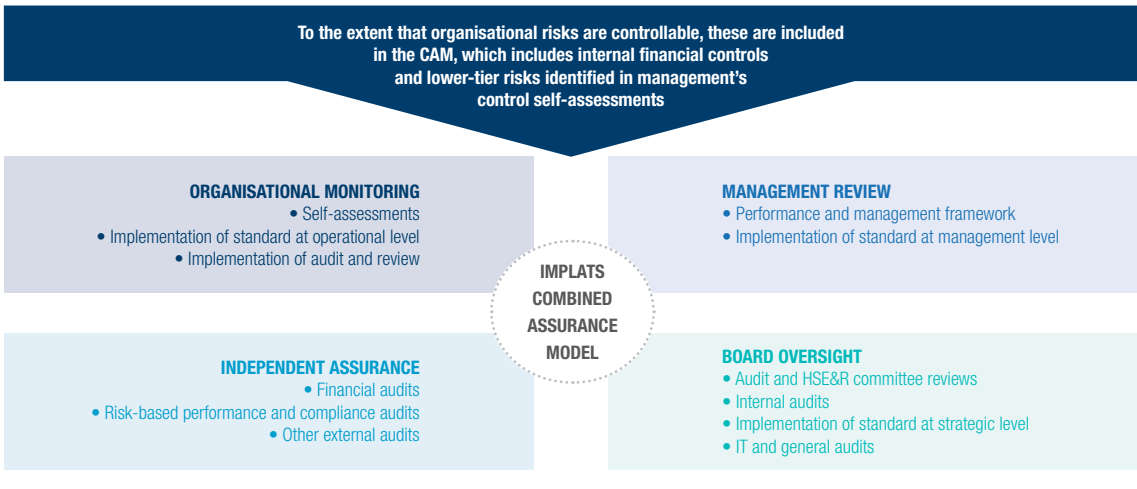 To the extent that organisational risks are controllable, these are included
in the CAM, which includes internal financial controls
and lower-tier risks identified in management's
control self-assessments
ORGANISATIONAL MONITORING
• Self-assessments
• Implementation of standard at operational level
• Implementation of audit and review
MANAGEMENT REVIEW
• Performance and management framework
• Implementation of standard at management level
IMPLATS
COMBINED
ASSURANCE
MODEL
INDEPENDENT ASSURANCE
• Financial audits
• Risk-based performance and compliance audits
• Other external audits
BOARD OVERSIGHT
• Audit and HSE&R committee reviews
• Internal audits
• Implementation of standard at strategic level
• IT and general audits